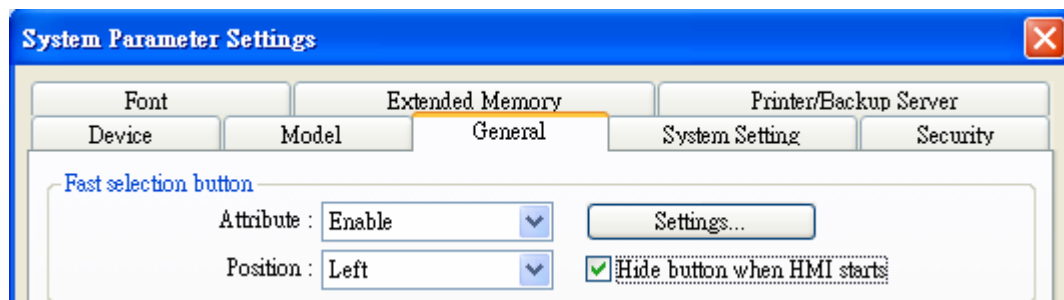 System Parameter Settings
Font Extended Memory Printer/Backup Server
Device Model General System Setting Security
Fast selection button
Attribute : Enable Settings...
Position : Left Hide button when HMI starts